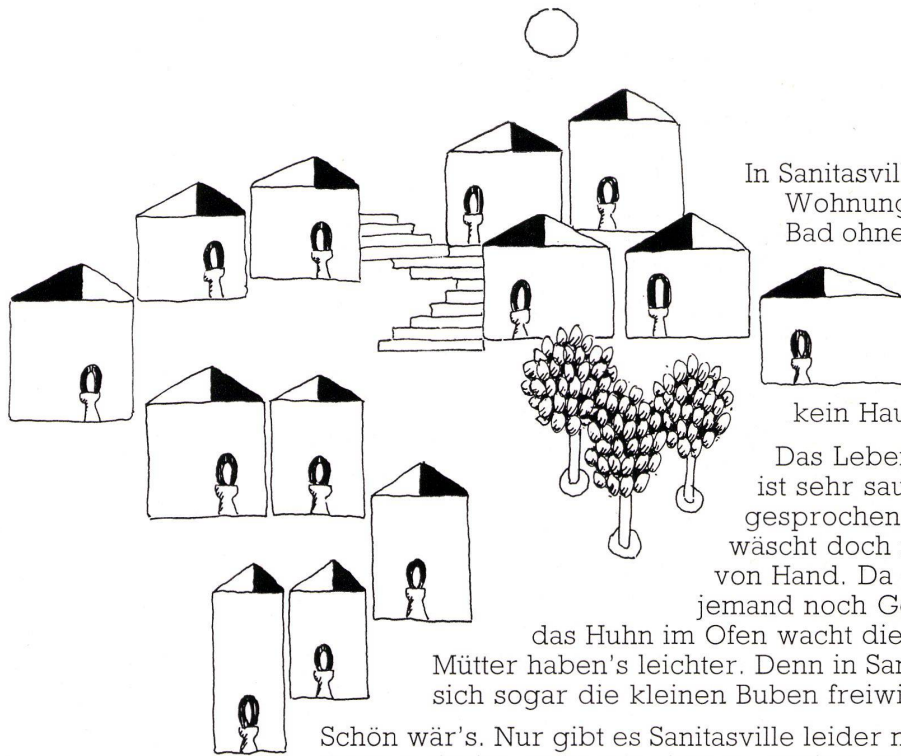 In Sanitasvil
Wohnung
Bad ohne
kein Hau
Das Leber
ist sehr sau
gesprochen
wäscht doch
von Hand. Da
jemand noch Ge
das Huhn im Ofen wacht die
Mütter haben's leichter. Denn in San
sich sogar die kleinen Buben freiwi
Schön wär's. Nur gibt es Sanitasville leider n